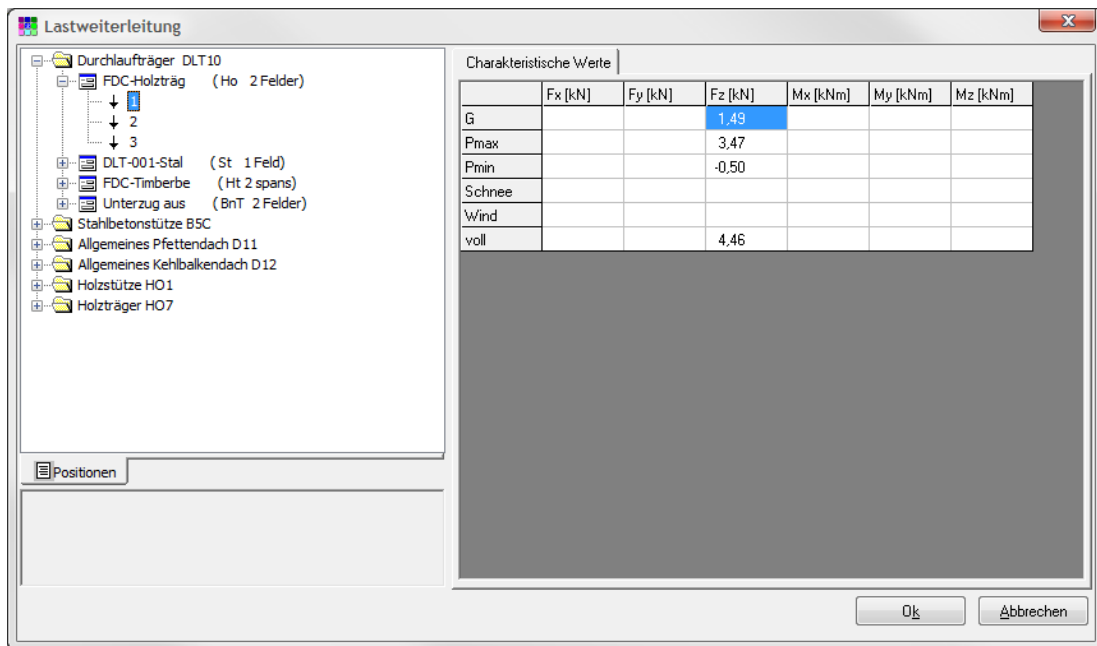 Lastweiterleitung
Durchlaufträger DLT10
FDC-Holzträg (Ho 2 Felder)
1
2
3
DLT-001-Stal (St 1 Feld)
FDC-Timberbe (Ht 2 spans)
Unterzug aus (BnT 2 Felder)
Stahlbetonstütze B5C
Allgemeines Pfettendach D11
Allgemeines Kehlbalkendach D12
Holzstütze HO1
Holzträger HO7
Positionen
Charakteristische Werte
Fx [kN] Fy [kN] Fz [kN] Mx [kNm] My [kNm] Mz [kNm]
G 1,49
Pmax 3,47
Pmin -0,50
Schnee
Wind
voll 4,46
Ok Abbrechen